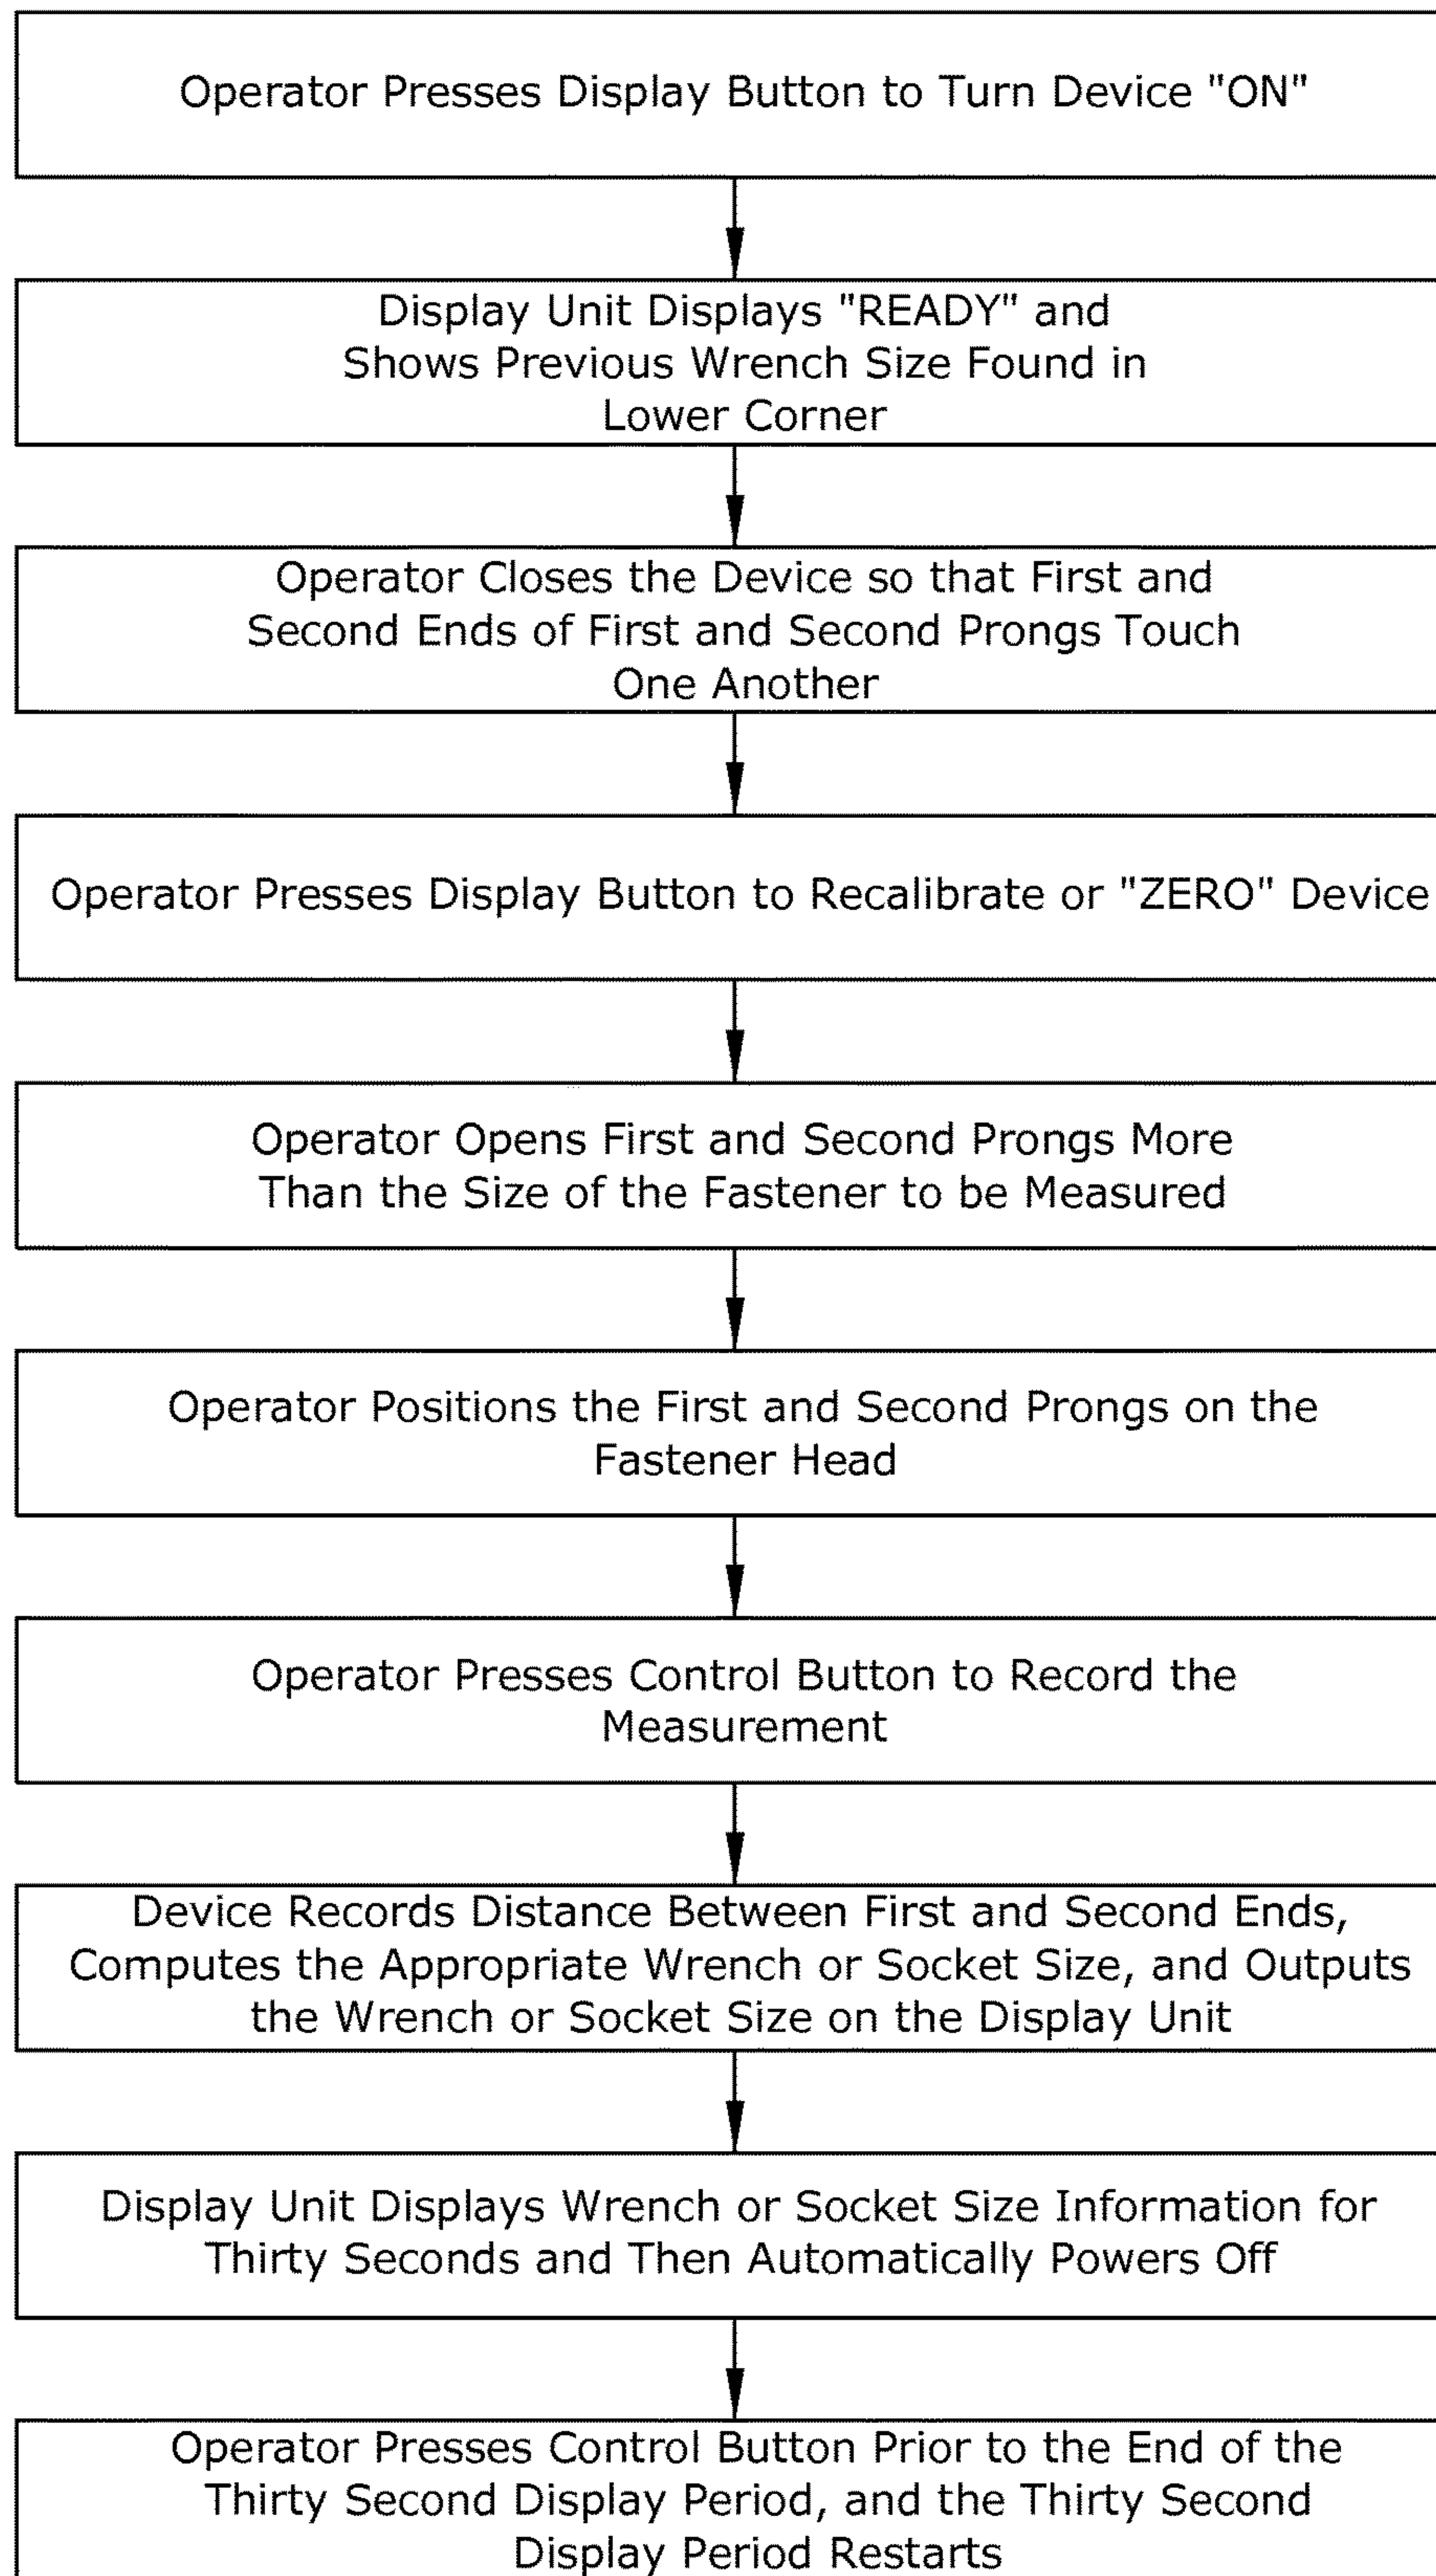 Operator Presses Display Button to Turn Device "ON"
Display Unit Displays "READY" and
Shows Previous Wrench Size Found in
Lower Corner
Operator Closes the Device so that First and
Second Ends of First and Second Prongs Touch
One Another
Operator Presses Display Button to Recalibrate or "ZERO" Device
Operator Opens First and Second Prongs More
Than the Size of the Fastener to be Measured
Operator Positions the First and Second Prongs on the
Fastener Head
Operator Presses Control Button to Record the
Measurement
Device Records Distance Between First and Second Ends,
Computes the Appropriate Wrench or Socket Size, and Outputs
the Wrench or Socket Size on the Display Unit
Display Unit Displays Wrench or Socket Size Information for
Thirty Seconds and Then Automatically Powers Off
Operator Presses Control Button Prior to the End of the
Thirty Second Display Period, and the Thirty Second
Display Period Restarts